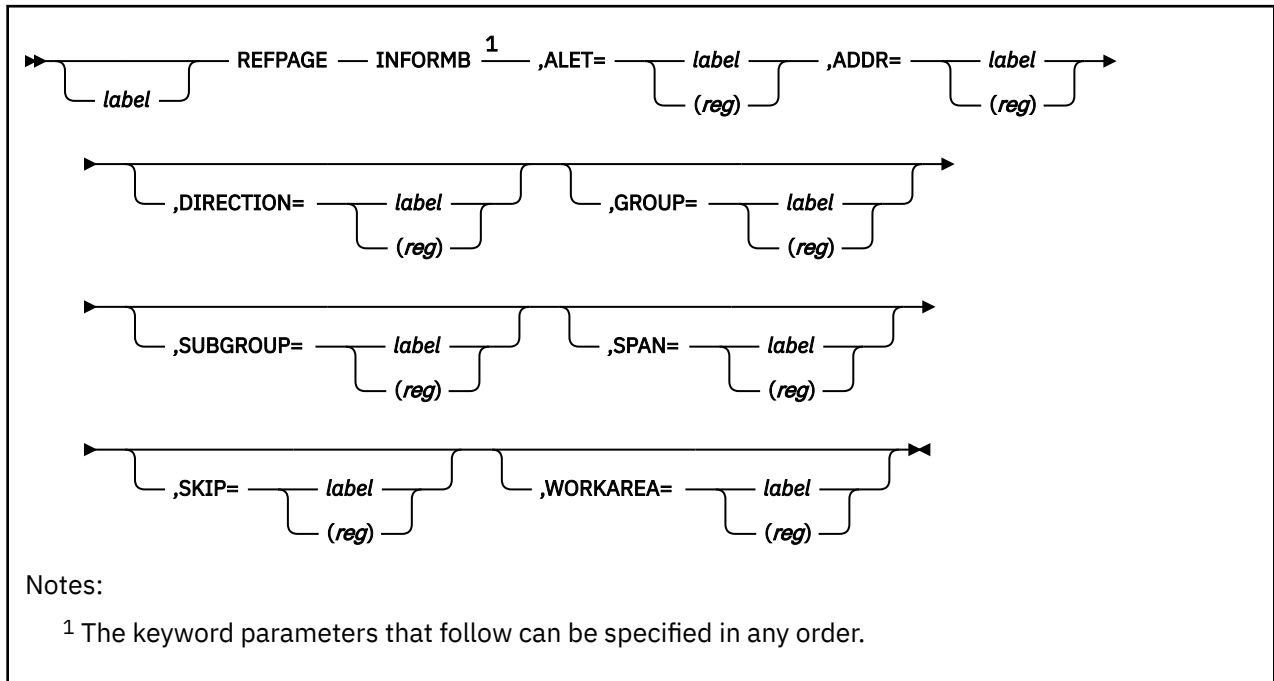 REFPAGE INFORMB 1 ,ALET= label ,ADDR= label
label (reg) (reg)
,DIRECTION= label ,GROUP= label
(reg) (reg)
,SUBGROUP= label ,SPAN= label
(reg) (reg)
,SKIP= label ,WORKAREA= label
(reg) (reg)
Notes:
1 The keyword parameters that follow can be specified in any order.